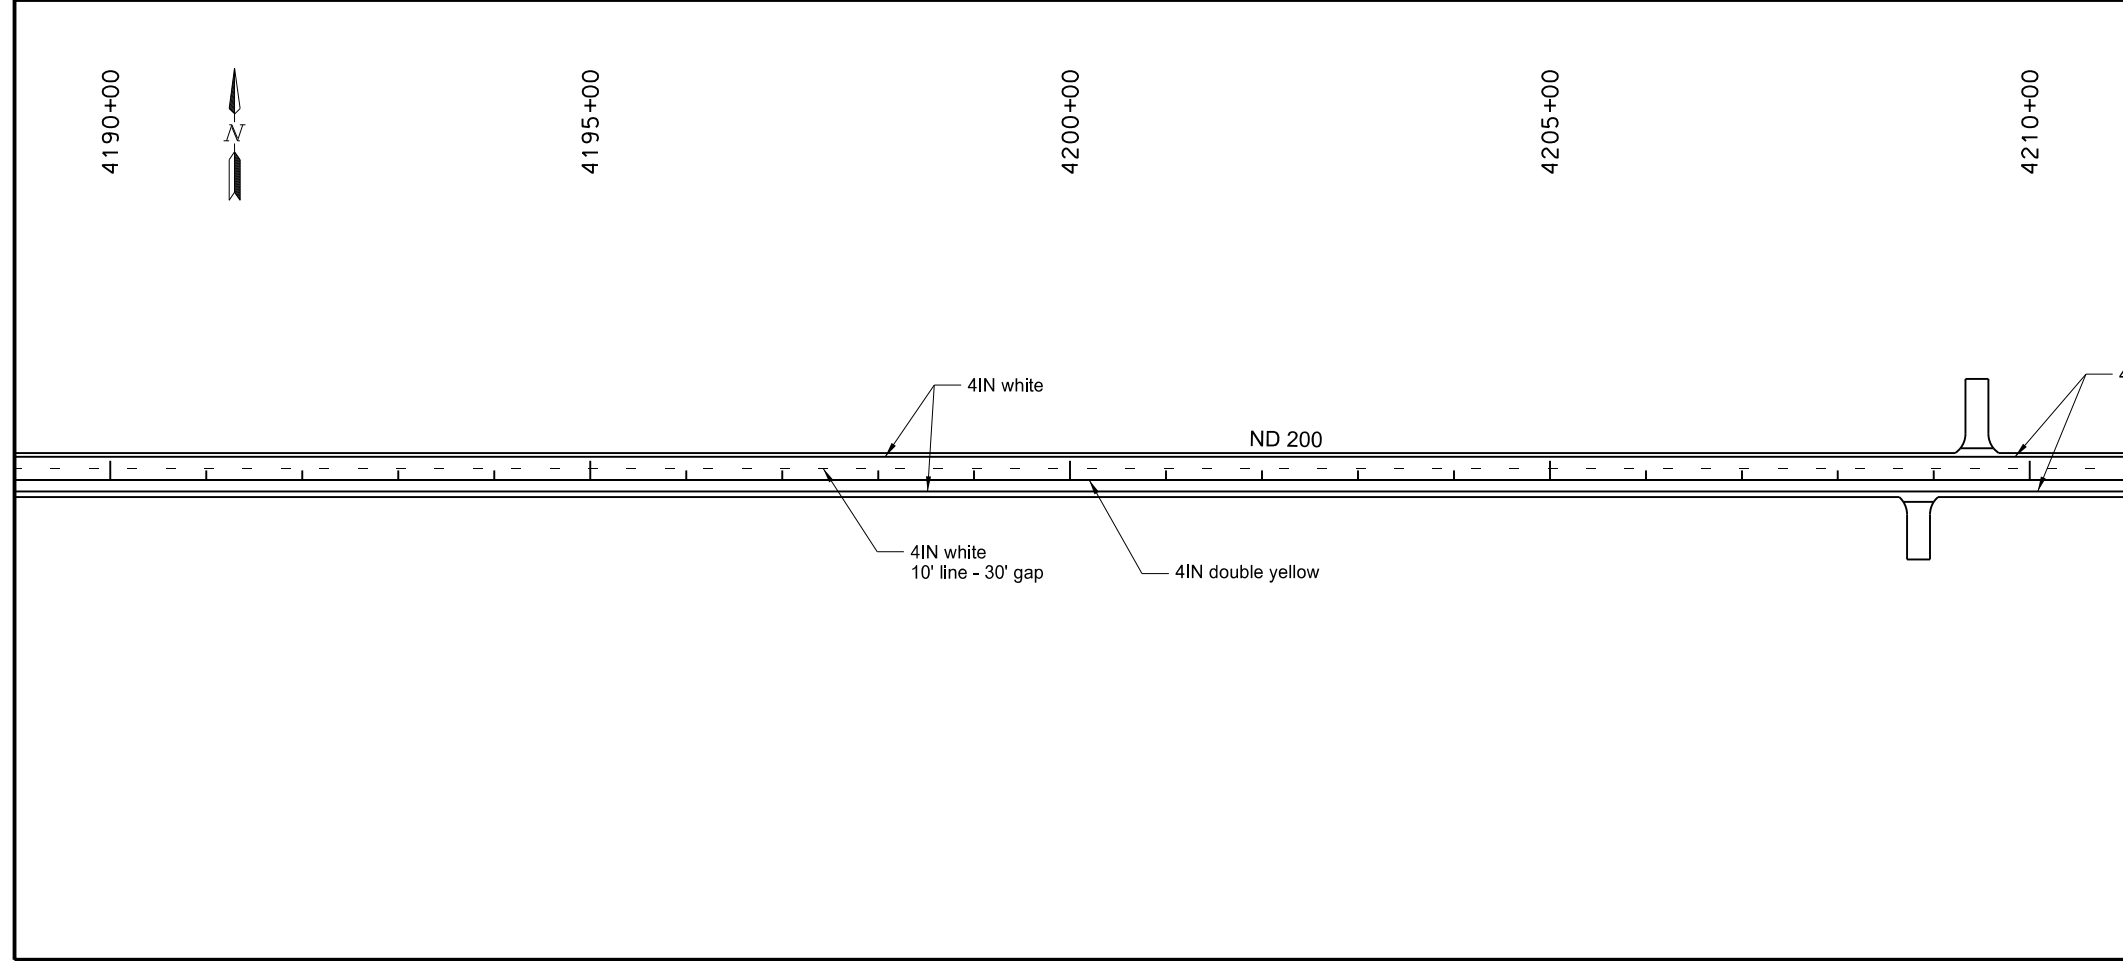 4190+00
N
4195+00
4200+00
4205+00
4210+00
4IN white
4
ND 200
4IN white
10' line - 30' gap
4IN double yellow